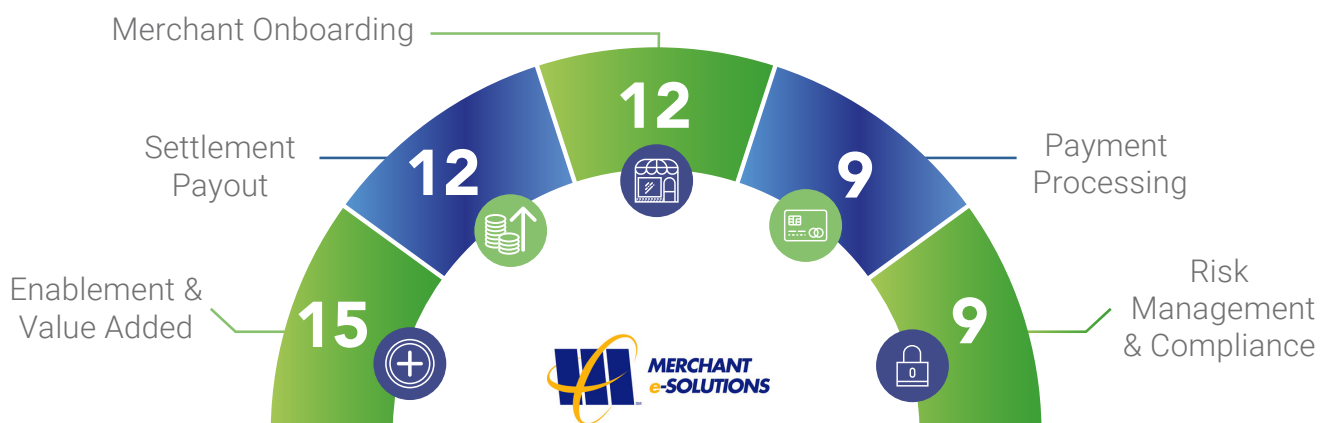 Merchant Onboarding
12
Settlement
Payout
12
9
Payment
Processing
Enablement &
Value Added
15
9
Risk
Management
& Compliance
MERCHANT
e-SOLUTIONS